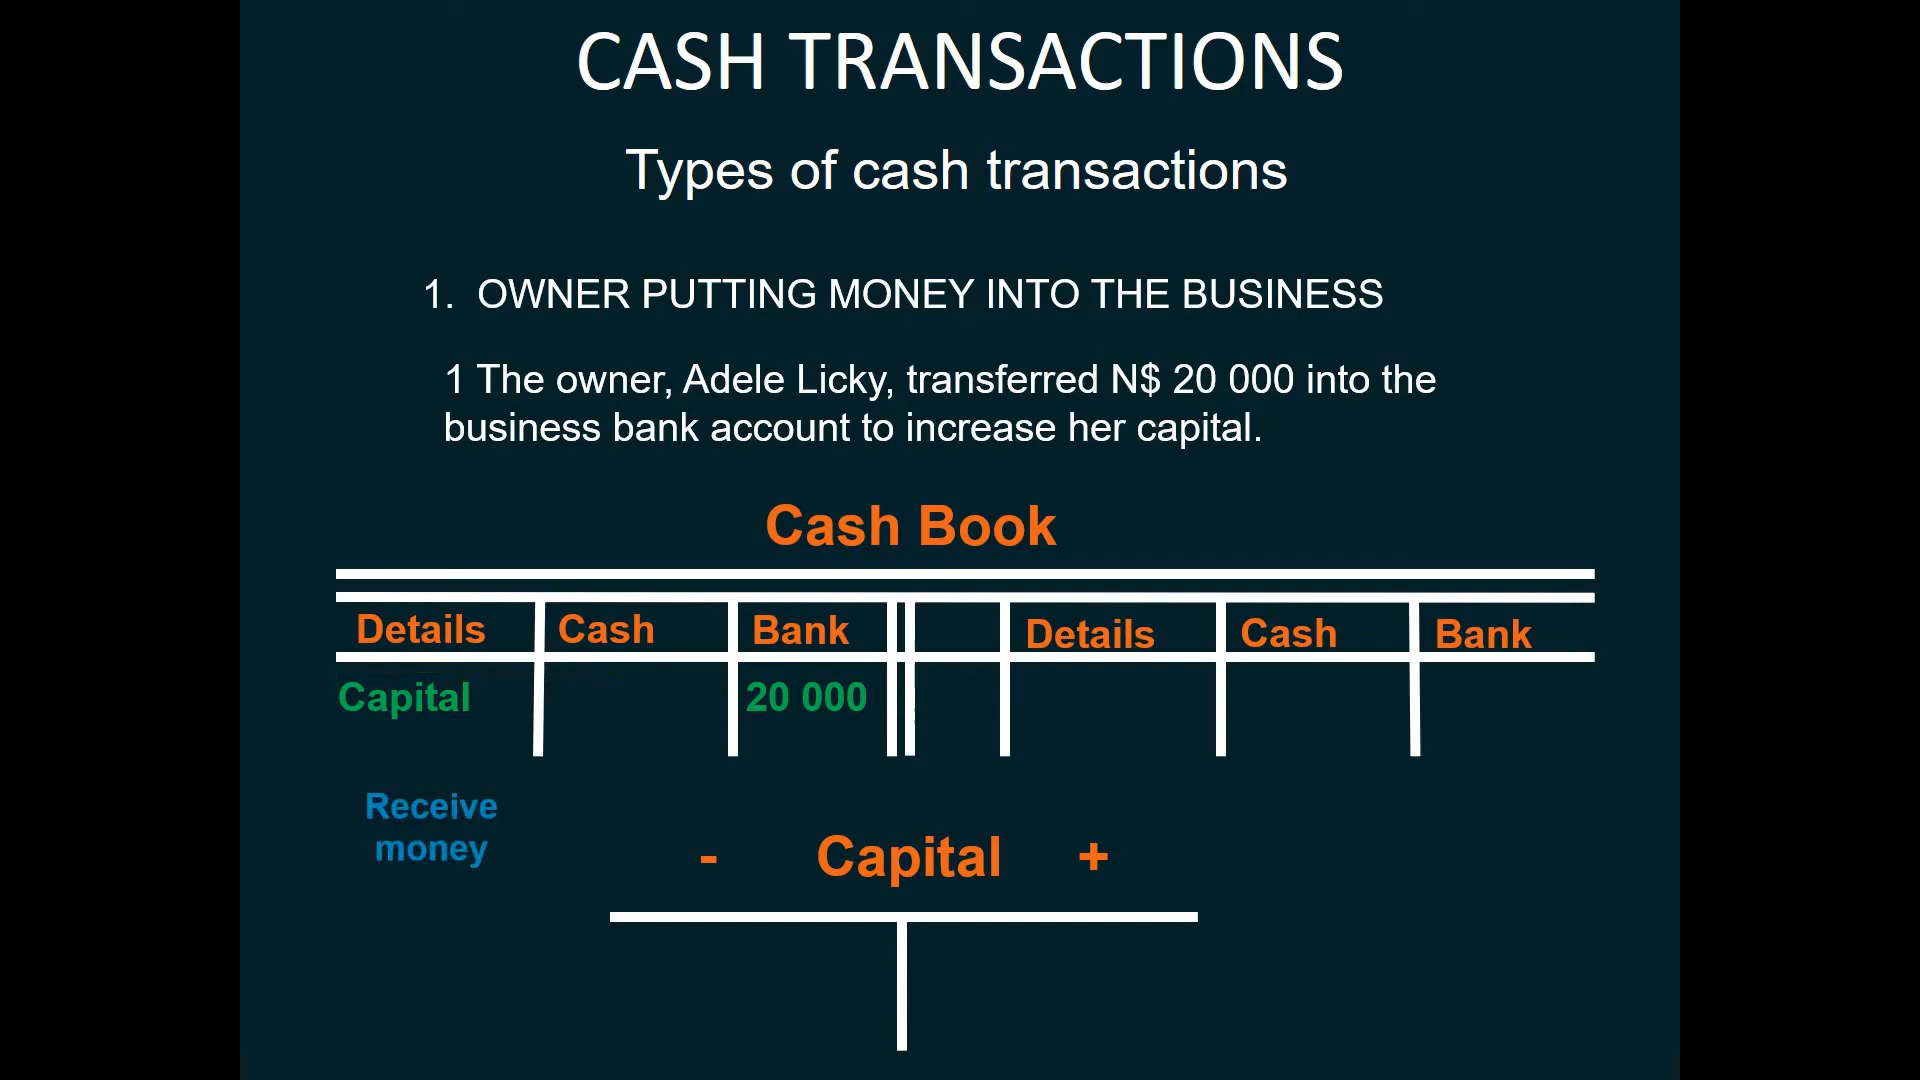 CASH TRANSACTIONS
Types of cash transactions
1. OWNER PUTTING MONEY INTO THE BUSINESS
1 The owner, Adele Licky, transferred N$ 20 000 into the
business bank account to increase her capital.
Cash Book
Details Cash Bank Details Cash Bank
Capital 20 000
Receive
money
- Capital +